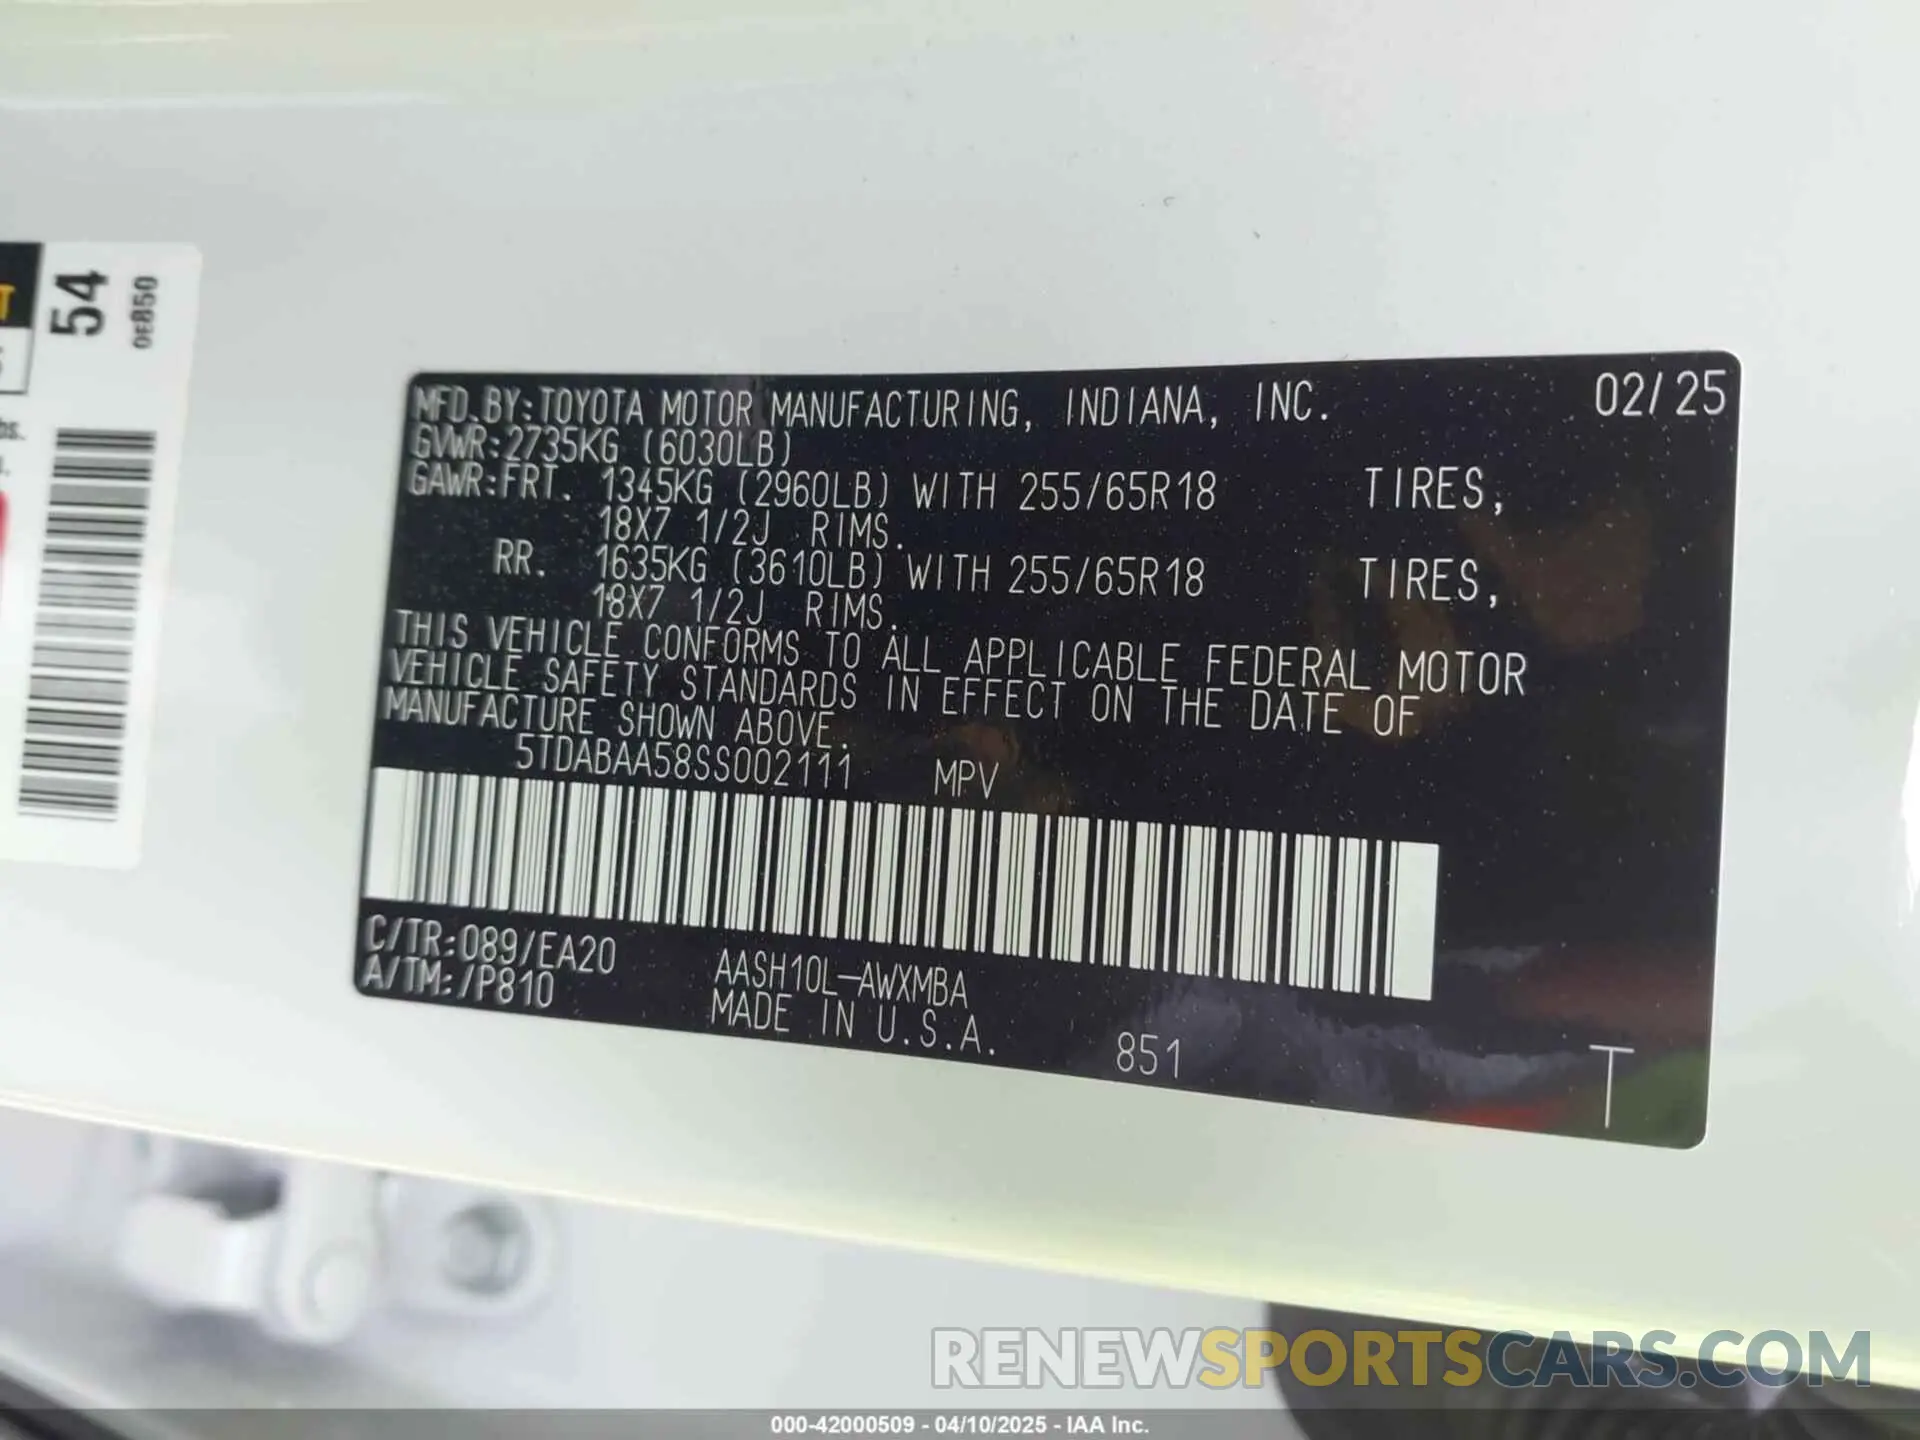 54
0E850
MFD.BY:TOYOTA MOTOR MANUFACTURING, INDIANA, INC. 02/25
GVWR:2735KG (6030LB)
GAWR:FRT. 1345KG (2960LB) WITH 255/65R18 TIRES,
18X7 1/2J RIMS.
RR. 1635KG (3610LB) WITH 255/65R18 TIRES,
18X7 1/2J RIMS.
THIS VEHICLE CONFORMS TO ALL APPLICABLE FEDERAL MOTOR
VEHICLE SAFETY STANDARDS IN EFFECT ON THE DATE OF
MANUFACTURE SHOWN ABOVE.
5TDABAA58SS002111 MPV
C/TR:089/EA20 AASH10L-AWXMBA
A/TM:/P810 MADE IN U.S.A. 851 T
RENEWSPORTSCARS.COM
000-42000509 - 04/10/2025 - IAA Inc.